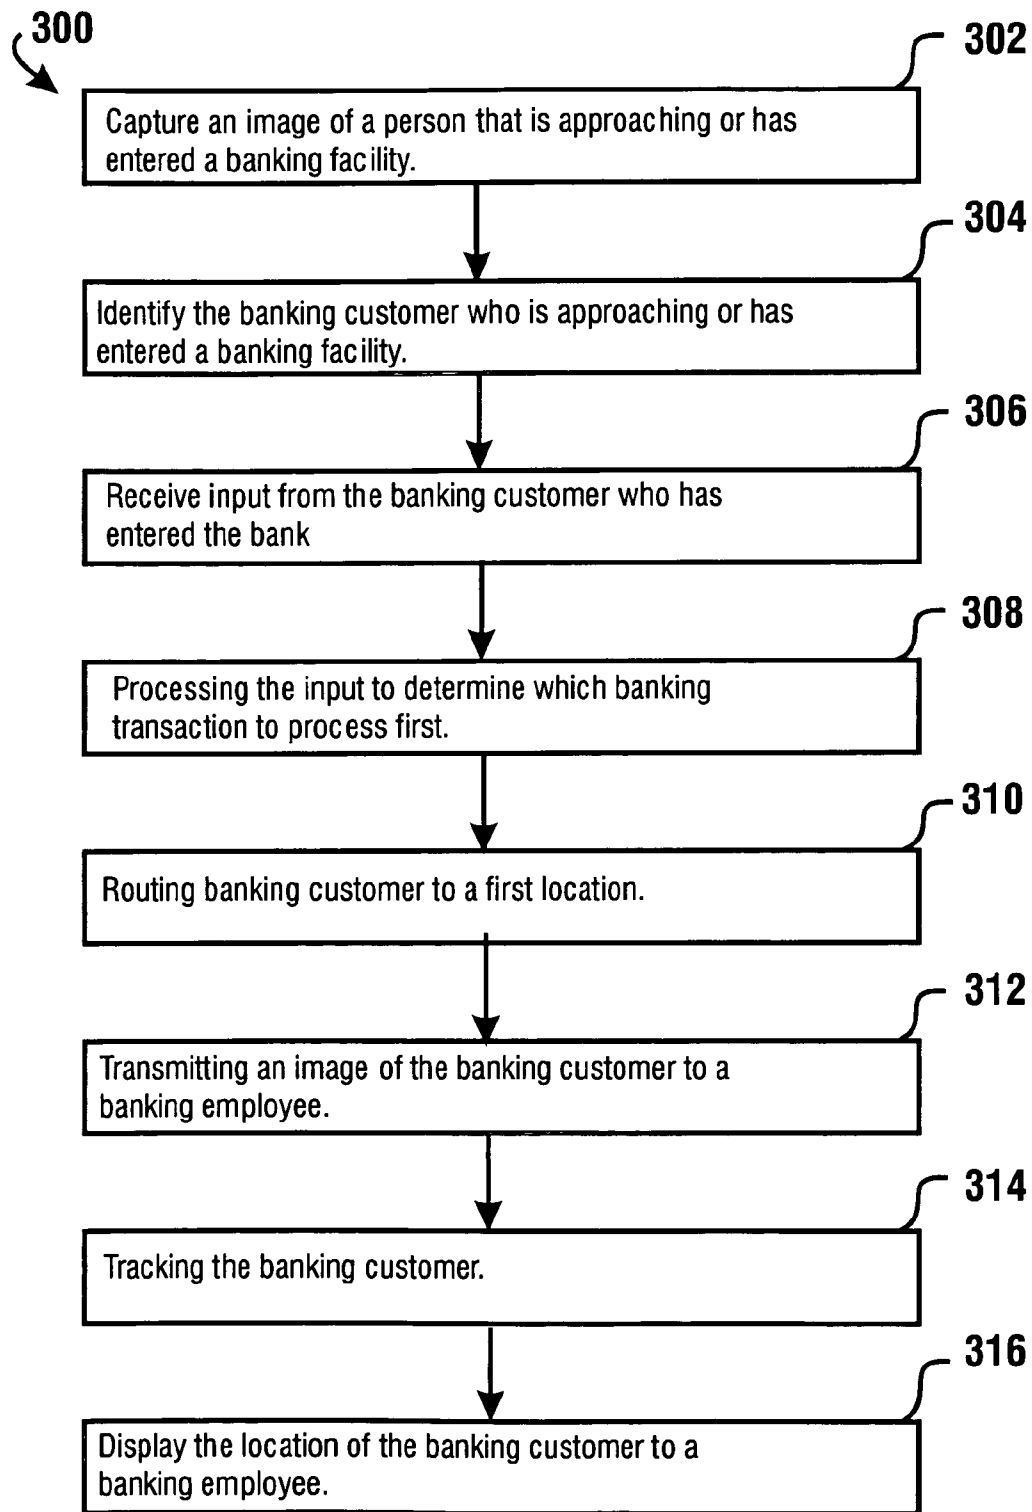 300
302
Capture an image of a person that is approaching or has
entered a banking facility.
304
Identify the banking customer who is approaching or has
entered a banking facility.
306
Receive input from the banking customer who has
entered the bank
308
Processing the input to determine which banking
transaction to process first.
310
Routing banking customer to a first location.
312
Transmitting an image of the banking customer to a
banking employee.
314
Tracking the banking customer.
316
Display the location of the banking customer to a
banking employee.